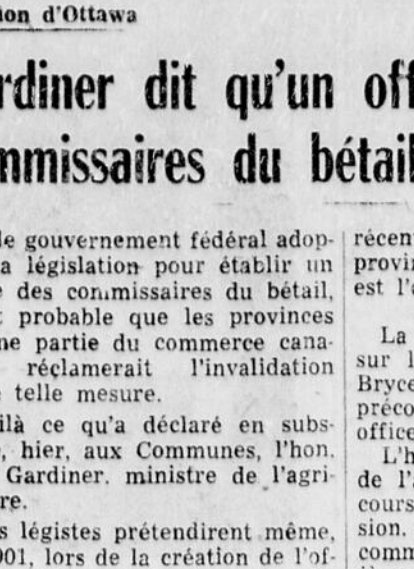 ion d'Ottawa
rdiner dit qu'un off
mmissaires du bétail
le gouvernement fédéral adop-
a législation pour établir un
e des commissaires du bétail,
t probable que les provinces
ne partie du commerce cana-
réclamerait l'invalidation
e telle mesure.
ilà ce qu'a déclaré en subs-
, hier, aux Communes, l'hon.
Gardiner, ministre de l'agri-
re.
s légistes prétendirent même,
901, lors de la création de l'of-
récent
provin
est l'a
La
sur l
Bryce
préco
office
L'h
de l'a
cours
sion.
comm